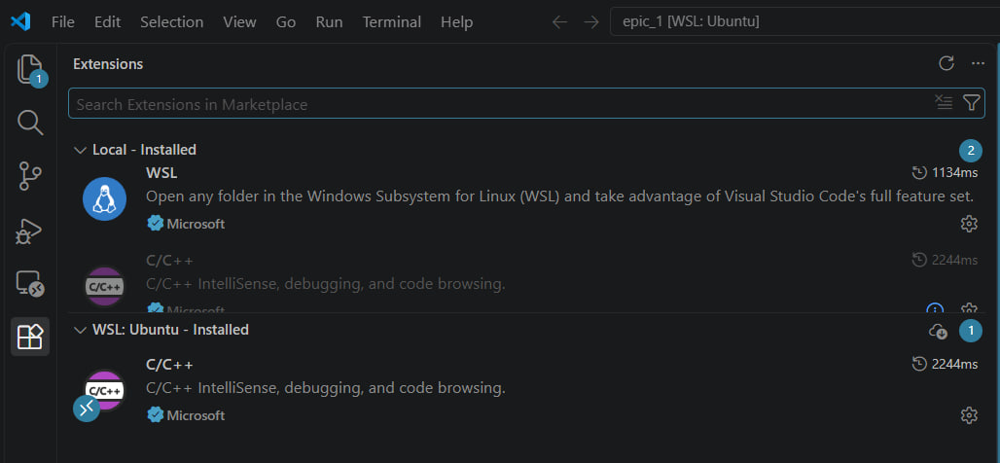 File Edit Selection View Go Run Terminal Help epic_1 [WSL: Ubuntu]
Extensions
1
Search Extensions in Marketplace
Local - Installed 2
WSL 1134ms
Open any folder in the Windows Subsystem for Linux (WSL) and take advantage of Visual Studio Code's full feature set.
Microsoft
C/C++ 2244ms
C/C++ C/C++ IntelliSense, debugging, and code browsing.
Microsoft
WSL: Ubuntu - Installed 1
C/C++ 2244ms
C/C++ C/C++ IntelliSense, debugging, and code browsing.
Microsoft